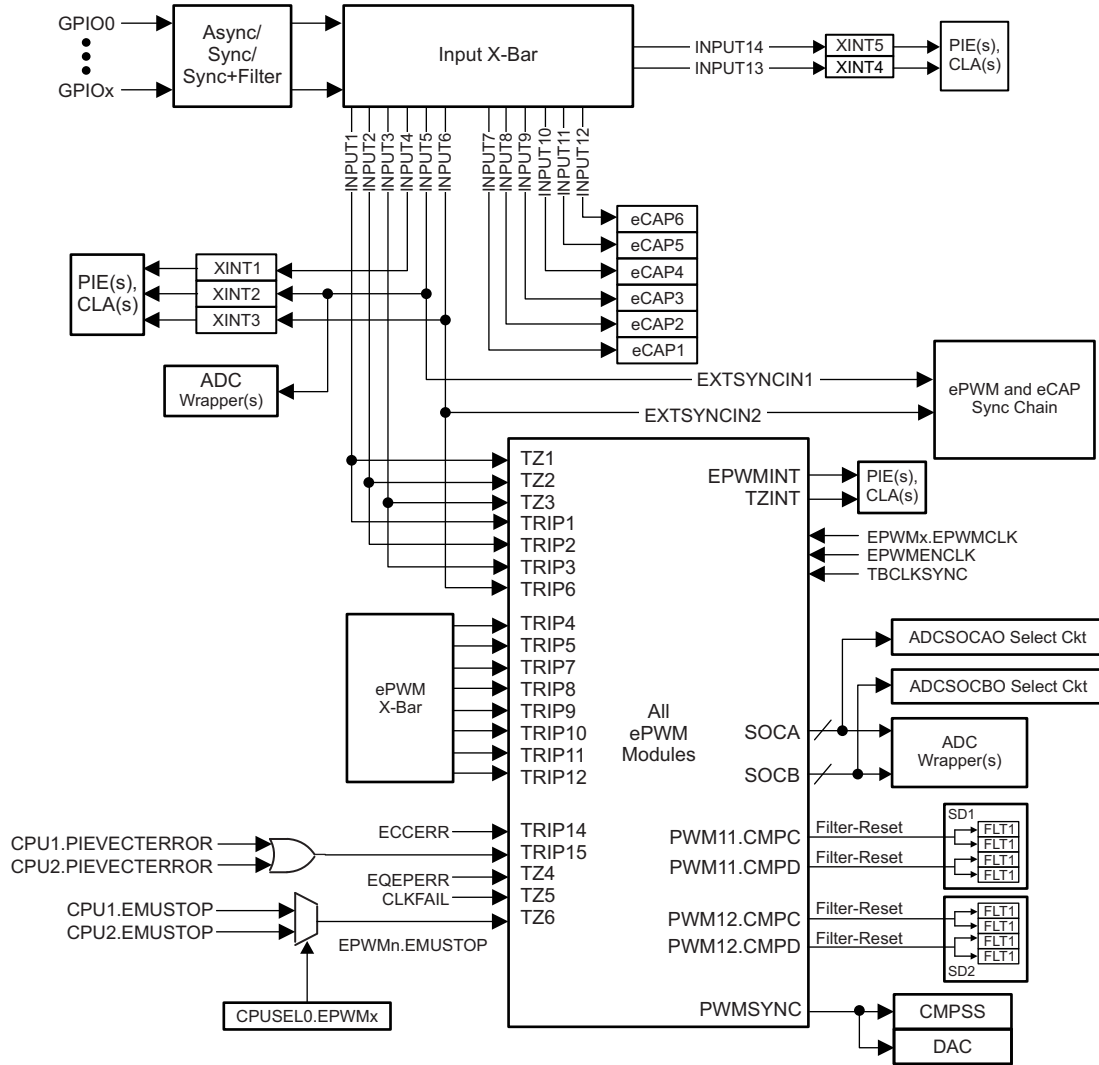 GPIO0
GPIOx
Async/
Sync/
Sync+Filter
Input X-Bar
INPUT14
INPUT13
XINT5
XINT4
PIE(s),
CLA(s)
INPUT1
INPUT2
INPUT3
INPUT4
INPUT5
INPUT6
INPUT7
INPUT8
INPUT9
INPUT10
INPUT11
INPUT12
eCAP6
eCAP5
eCAP4
eCAP3
eCAP2
eCAP1
PIE(s),
CLA(s)
XINT1
XINT2
XINT3
ADC
Wrapper(s)
EXTSYNCIN1
EXTSYNCIN2
ePWM and eCAP
Sync Chain
TZ1
TZ2
TZ3
TRIP1
TRIP2
TRIP3
TRIP6
EPWMINT
TZINT
PIE(s),
CLA(s)
EPWMx.EPWMCLK
EPWMENCLK
TBCLKSYNC
ePWM
X-Bar
TRIP4
TRIP5
TRIP7
TRIP8
TRIP9
TRIP10
TRIP11
TRIP12
All
ePWM
Modules
SOCA
SOCB
ADCSOCAO Select Ckt
ADCSOCBO Select Ckt
ADC
Wrapper(s)
CPU1.PIEVECTERROR
CPU2.PIEVECTERROR
ECCERR
EQEPERR
CLKFAIL
TRIP14
TRIP15
TZ4
TZ5
TZ6
CPU1.EMUSTOP
CPU2.EMUSTOP
EPWMn.EMUSTOP
CPUSEL0.EPWMx
PWM11.CMPC
PWM11.CMPD
PWM12.CMPC
PWM12.CMPD
Filter-Reset
Filter-Reset
Filter-Reset
Filter-Reset
SD1
FLT1
FLT1
FLT1
FLT1
FLT1
FLT1
FLT1
FLT1
SD2
PWMSYNC
CMPSS
DAC